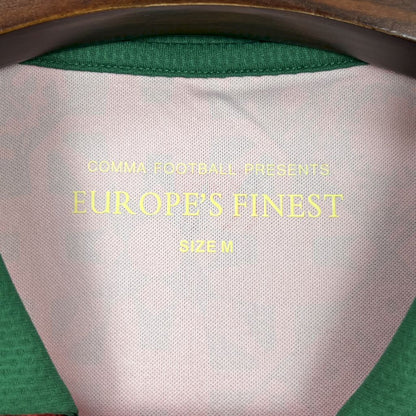 COMMA FOOTBALL PRESENTS
EUROPE'S FINEST
SIZE M